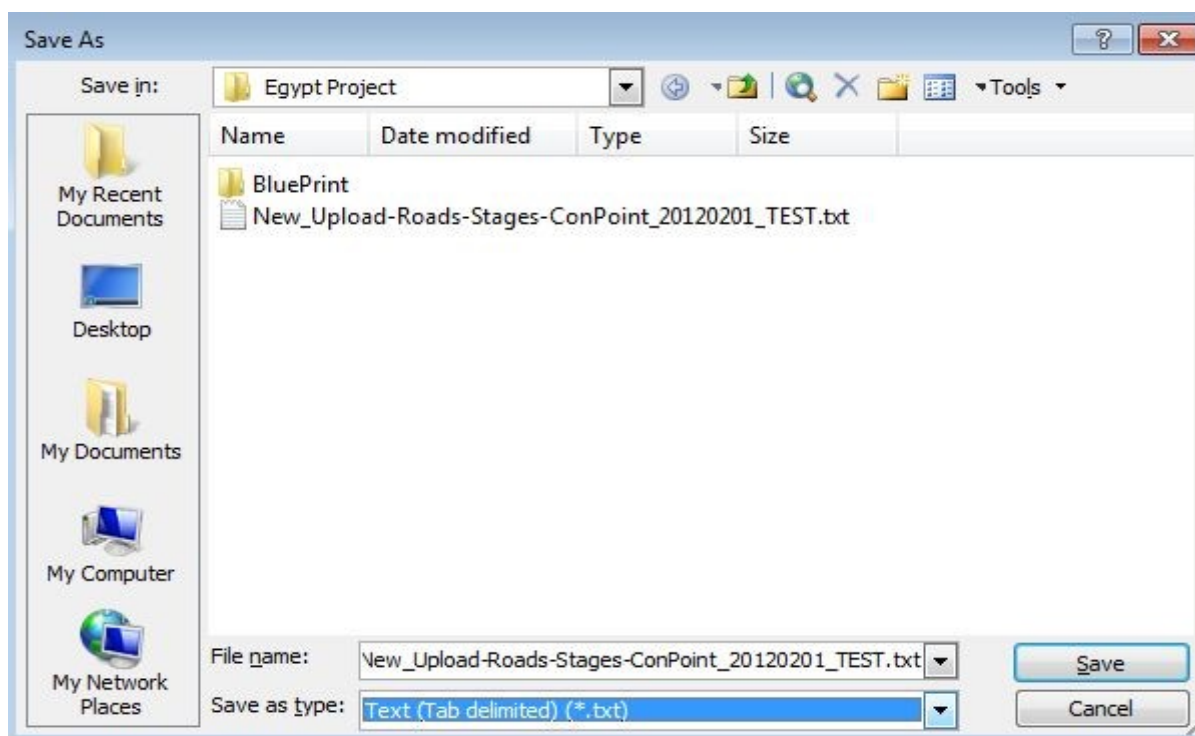 Save As
Save in: Egypt Project Tools
Name Date modified Type Size
BluePrint
New_Upload-Roads-Stages-ConPoint_20120201_TEST.txt
My Recent
Documents
Desktop
My Documents
My Computer
My Network
Places
File name: New_Upload-Roads-Stages-ConPoint_20120201_TEST.txt
Save
Save as type: Text (Tab delimited) (*.txt)
Cancel